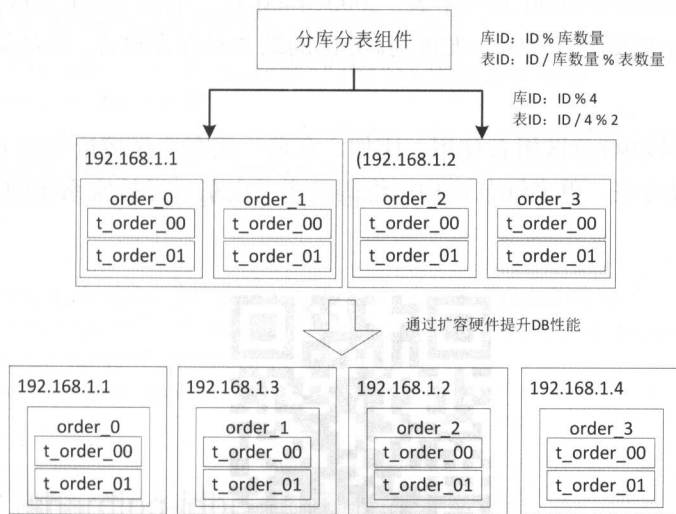 分库分表组件
库ID：ID % 库数量
表ID：ID / 库数量 % 表数量
库ID：ID % 4
表ID：ID / 4 % 2
192.168.1.1
(192.168.1.2
order_0
order_1
order_2
order_3
t_order_00
t_order_00
t_order_00
t_order_00
t_order_01
t_order_01
t_order_01
t_order_01
通过扩容硬件提升DB性能
192.168.1.1
192.168.1.3
192.168.1.2
192.168.1.4
order_0
order_1
order_2
order_3
t_order_00
t_order_00
t_order_00
t_order_00
t_order_01
t_order_01
t_order_01
t_order_01